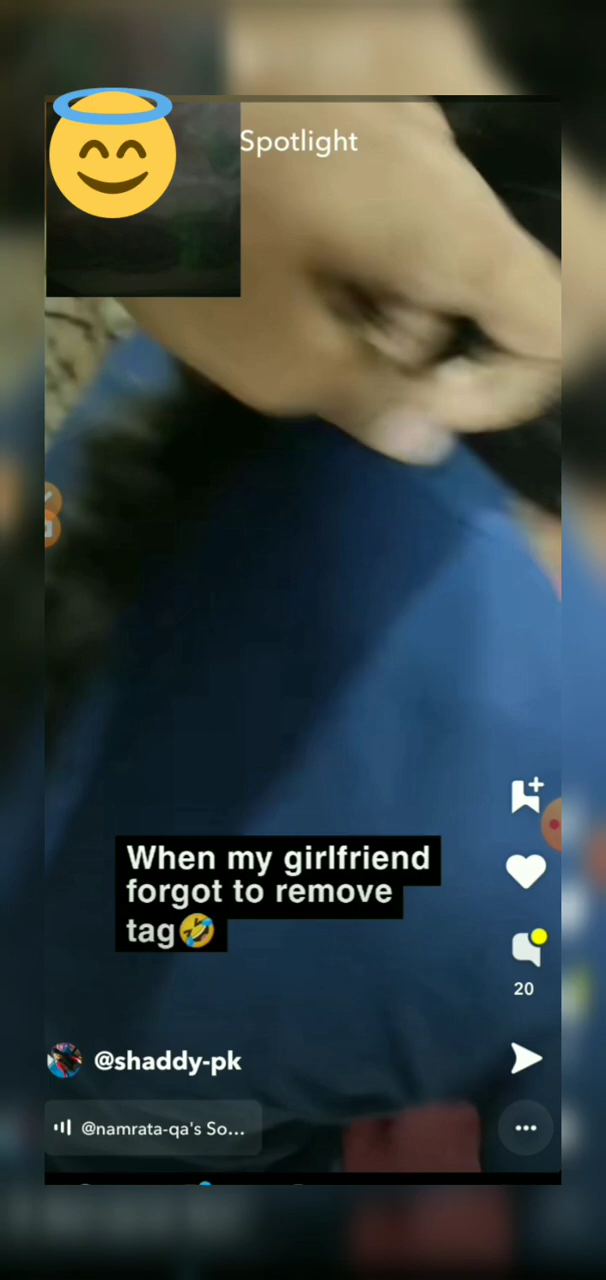 Spotlight
When my girlfriend
forgot to remove
tag🤣
20
@shaddy-pk
@namrata-qa's So...